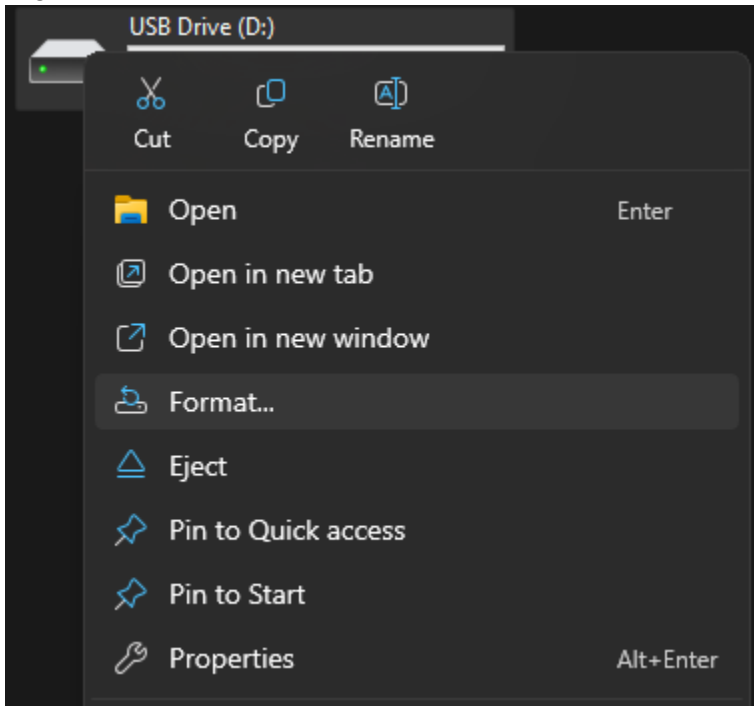 USB Drive (D:)
Cut Copy Rename
Open Enter
Open in new tab
Open in new window
Format...
Eject
Pin to Quick access
Pin to Start
Properties Alt+Enter